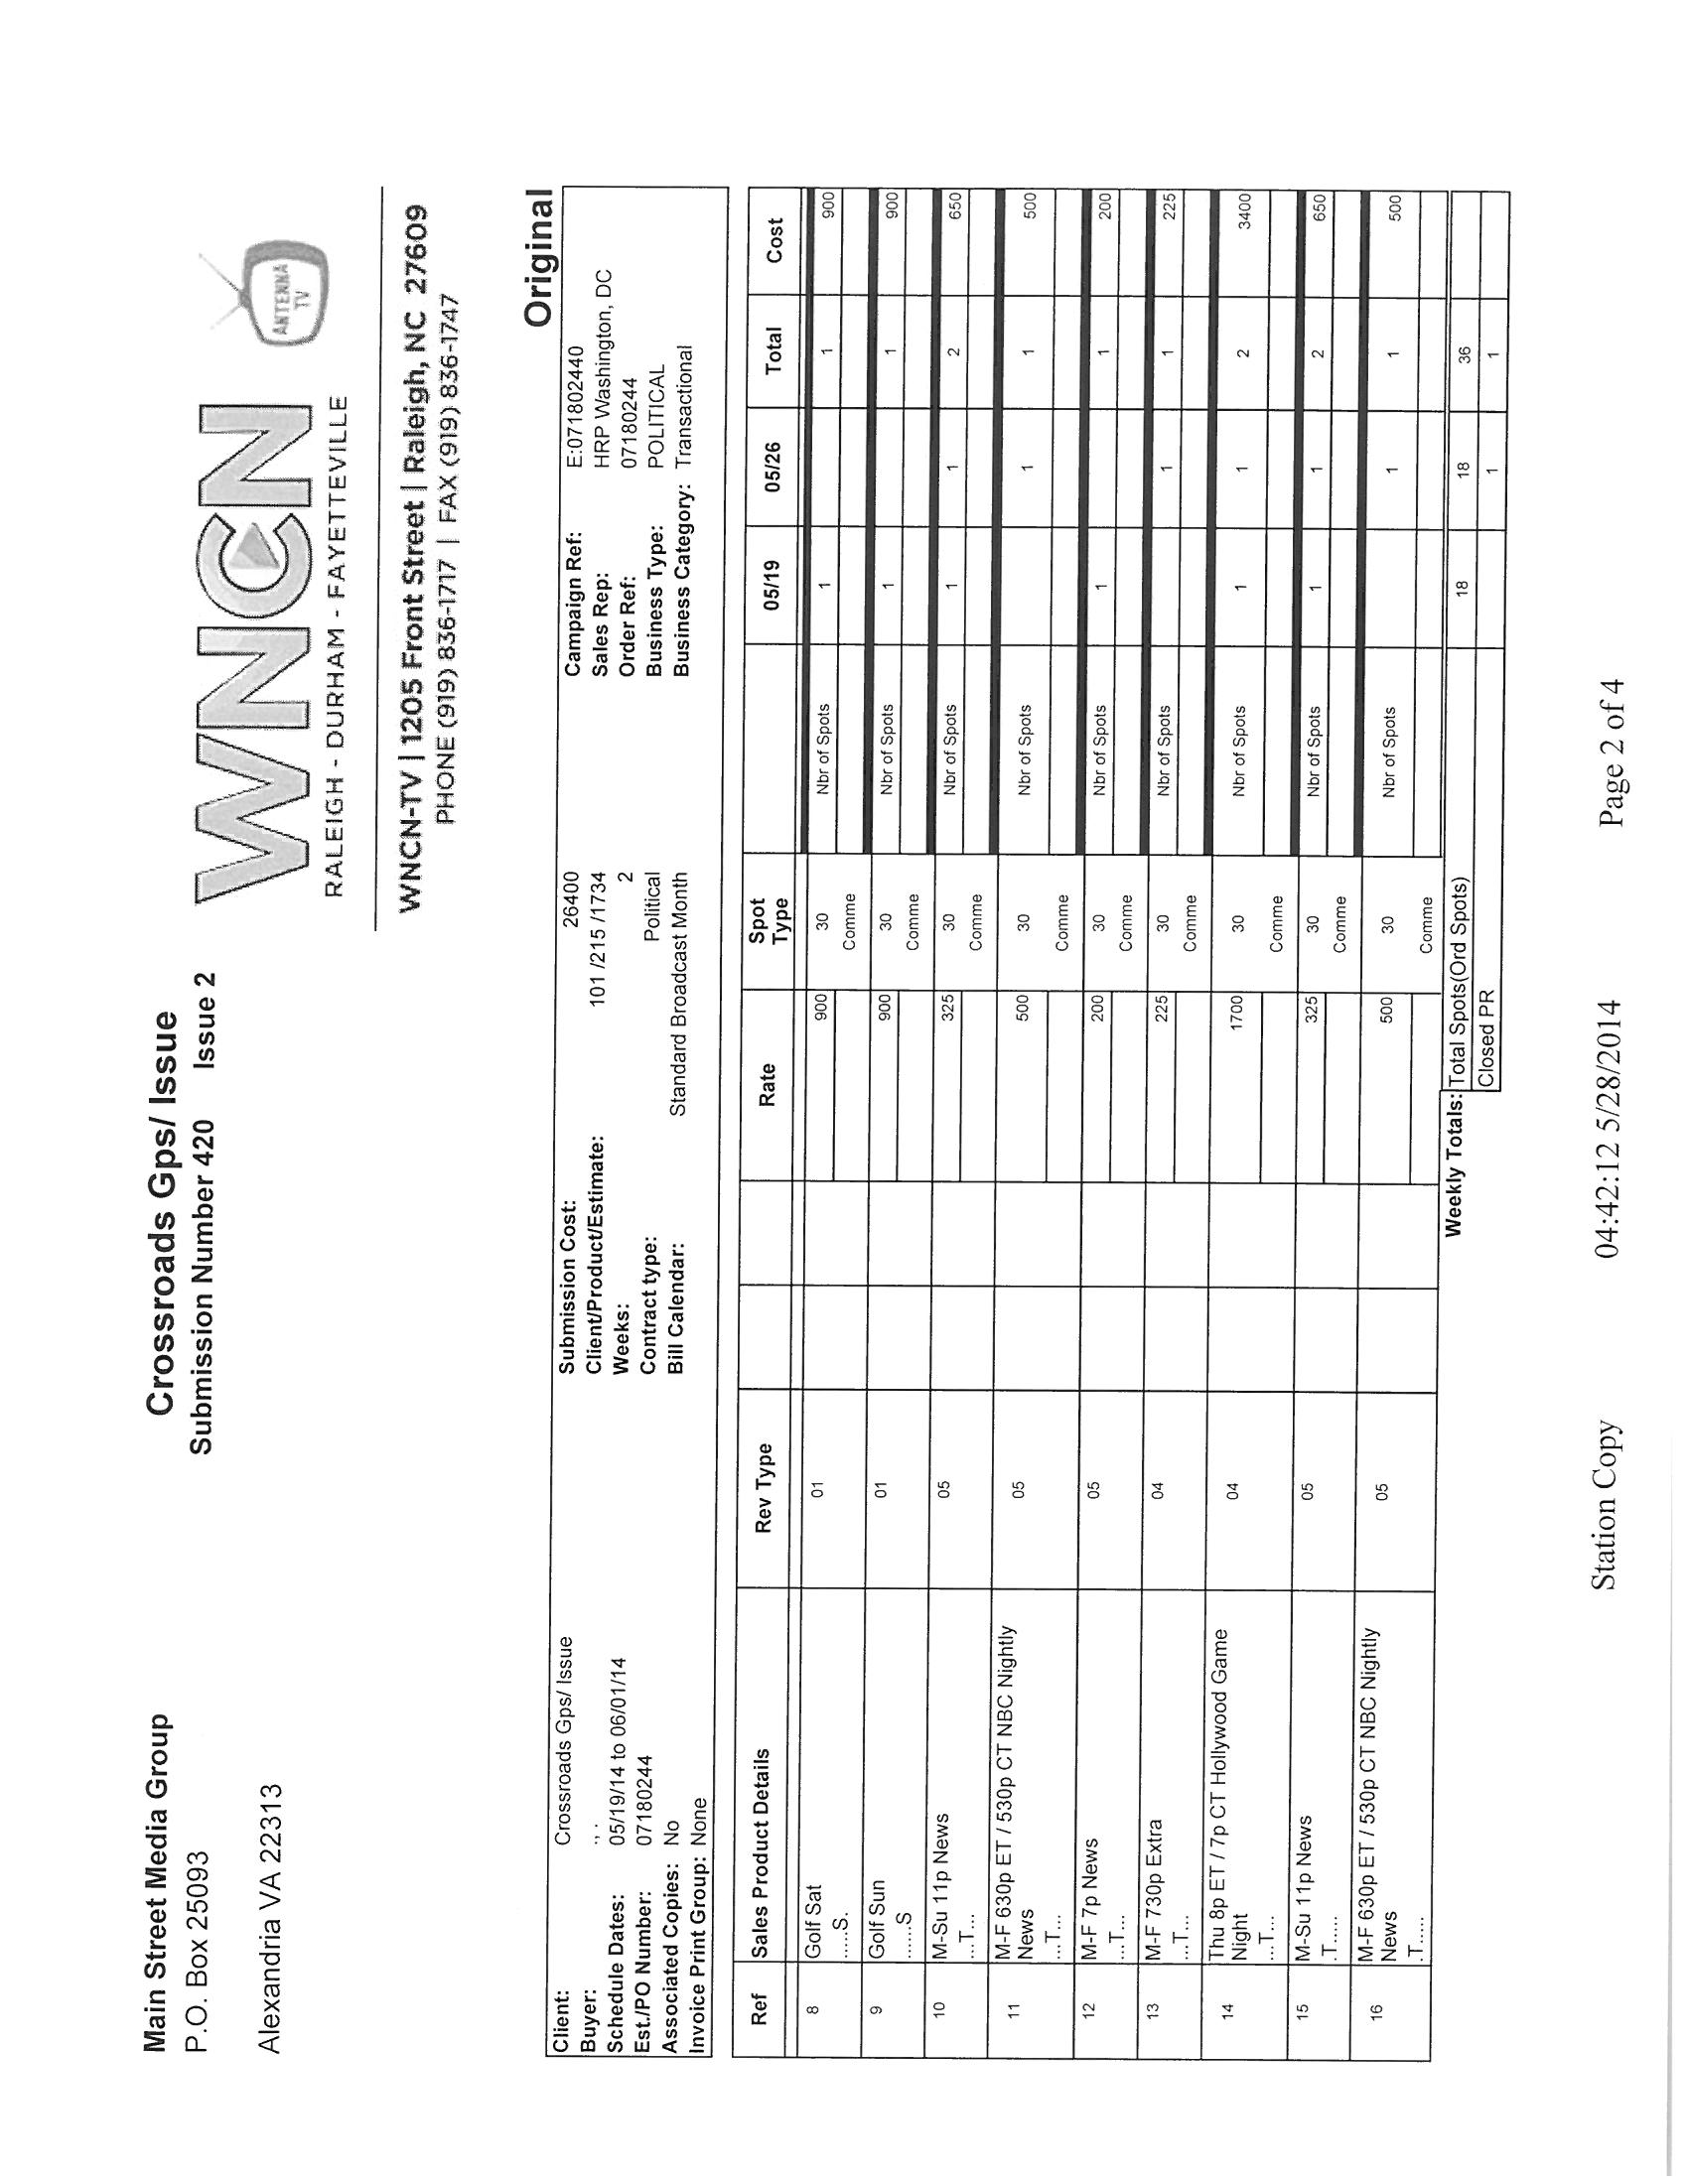 Main Street Media Group
P.O. Box 25093
Alexandria VA 22313
Crossroads Gps/ Issue
Submission Number 420 Issue 2
WNCN
RALEIGH - DURHAM - FAYETTEVILLE
ANTENNA
TV
WNCN-TV | 1205 Front Street | Raleigh, NC 27609
PHONE (919) 836-1717 | FAX (919) 836-1747
Original
Client: Crossroads Gps/ Issue Submission Cost: 26400 Campaign Ref: E:071802440
Buyer: ., . Client/Product/Estimate: 101 /215 /1734 Sales Rep: HRP Washington, DC
Schedule Dates: 05/19/14 to 06/01/14 Weeks: 2 Order Ref: 07180244
Est./PO Number: 07180244 Contract type: Political Business Type: POLITICAL
Associated Copies: No Bill Calendar: Standard Broadcast Month Business Category: Transactional
Invoice Print Group: None
Ref Sales Product Details Rev Type Rate Spot Type 05/19 05/26 Total Cost
8 Golf Sat 01 900 30 Nbr of Spots 1 1 900
.....S. Comme
9 Golf Sun 01 900 30 Nbr of Spots 1 1 900
......S Comme
10 M-Su 11p News 05 325 30 Nbr of Spots 1 1 2 650
...T... Comme
11 M-F 630p ET / 530p CT NBC Nightly
News 05 500 30 Nbr of Spots 1 1 500
...T... Comme
12 M-F 7p News 05 200 30 Nbr of Spots 1 1 200
...T... Comme
13 M-F 730p Extra 04 225 30 Nbr of Spots 1 1 225
...T... Comme
14 Thu 8p ET / 7p CT Hollywood Game
Night 04 1700 30 Nbr of Spots 1 1 2 3400
...T... Comme
15 M-Su 11p News 05 325 30 Nbr of Spots 1 1 2 650
.T..... Comme
16 M-F 630p ET / 530p CT NBC Nightly
News 05 500 30 Nbr of Spots 1 1 500
.T..... Comme
Weekly Totals: Total Spots(Ord Spots) 18 18 36
Closed PR 1 1
Station Copy 04:42:12 5/28/2014 Page 2 of 4